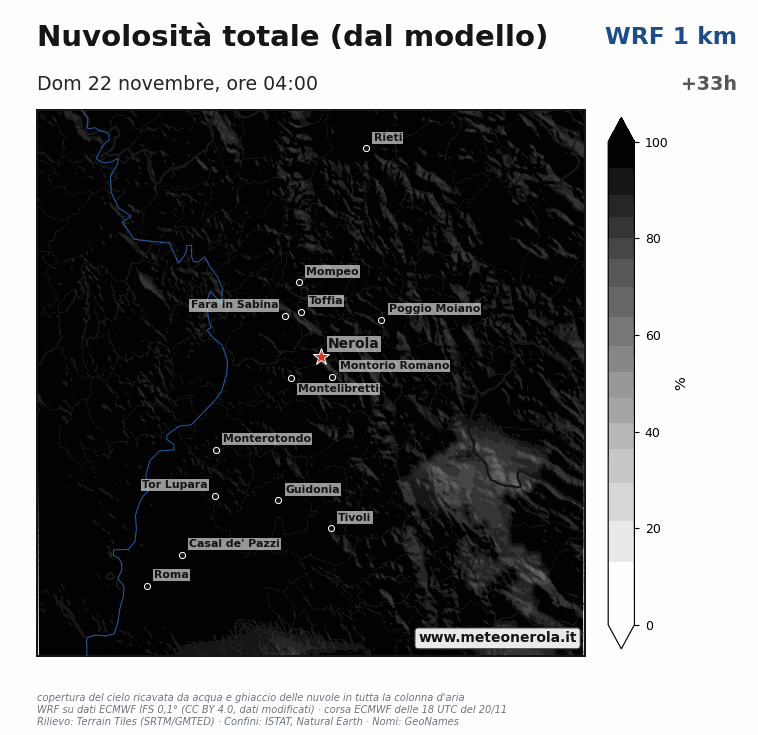 Nuvolosità totale (dal modello)
WRF 1 km
Dom 22 novembre, ore 04:00
+33h
Rieti
Mompeo
Toffia
Fara in Sabina
Poggio Moiano
Nerola
Montorio Romano
Montelibretti
Monterotondo
Tor Lupara
Guidonia
Tivoli
Casal de' Pazzi
Roma
www.meteonerola.it
100
80
60
40
20
0
%
copertura del cielo ricavata da acqua e ghiaccio delle nuvole in tutta la colonna d'aria
WRF su dati ECMWF IFS 0,1° (CC BY 4.0, dati modificati) · corsa ECMWF delle 18 UTC del 20/11
Rilievo: Terrain Tiles (SRTM/GMTED) · Confini: ISTAT, Natural Earth · Nomi: GeoNames